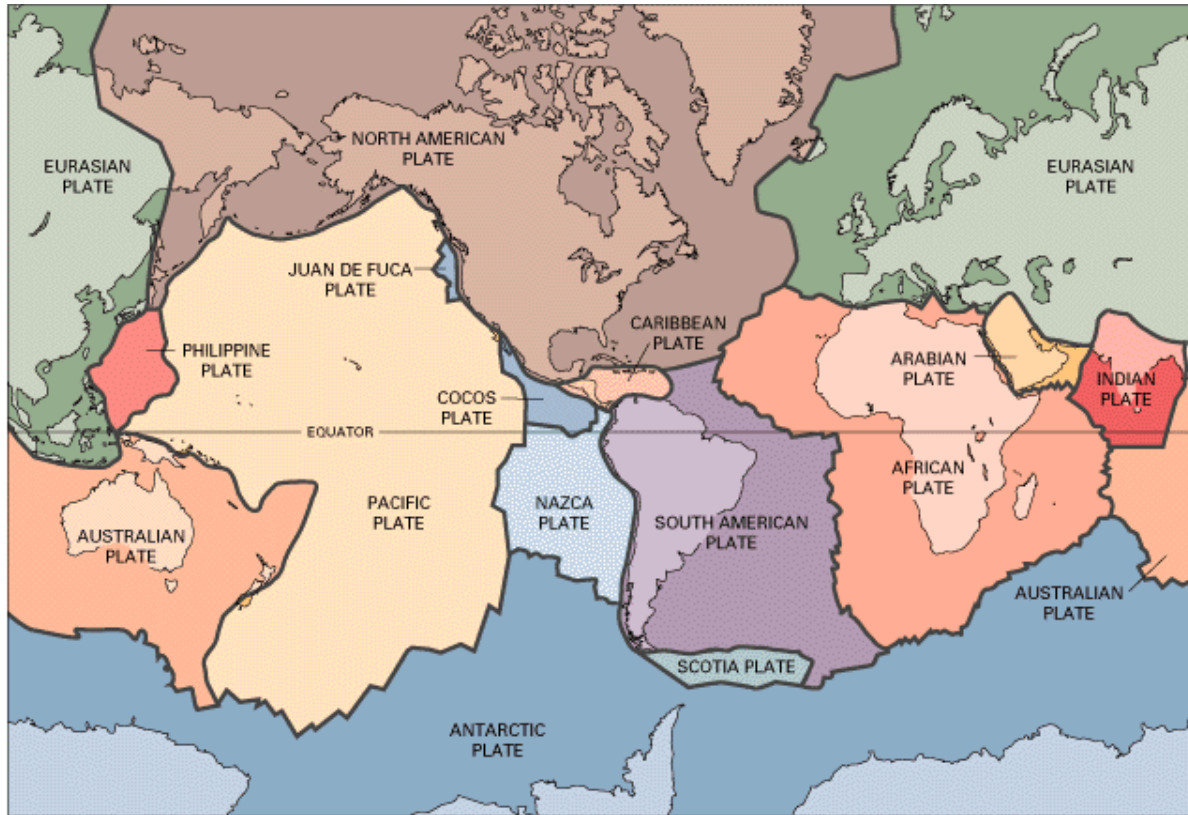 NORTH AMERICAN
PLATE
EURASIAN
PLATE
EURASIAN
PLATE
JUAN DE FUCA
PLATE
CARIBBEAN
PLATE
PHILIPPINE
PLATE
ARABIAN
PLATE
INDIAN
PLATE
COCOS
PLATE
EQUATOR
AFRICAN
PLATE
PACIFIC
PLATE
NAZCA
PLATE
SOUTH AMERICAN
PLATE
AUSTRALIAN
PLATE
AUSTRALIAN
PLATE
SCOTIA PLATE
ANTARCTIC
PLATE